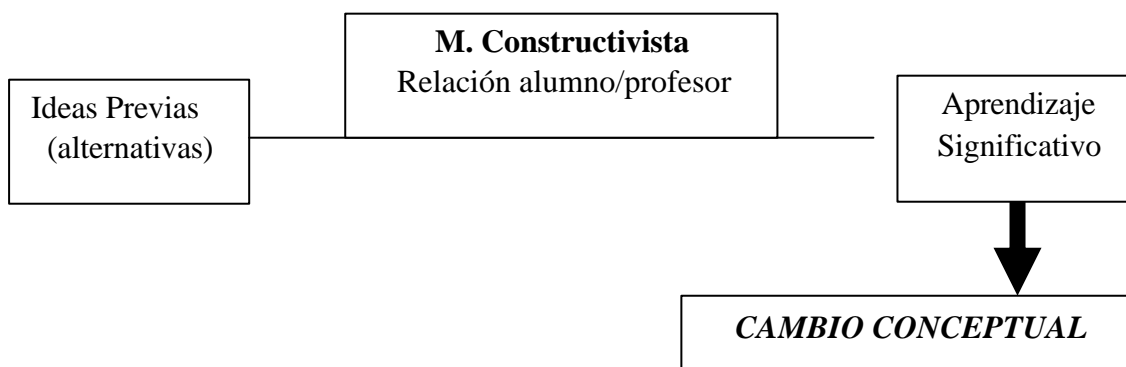 M. Constructivista
Relación alumno/profesor
Ideas Previas
(alternativas)
Aprendizaje
Significativo
CAMBIO CONCEPTUAL